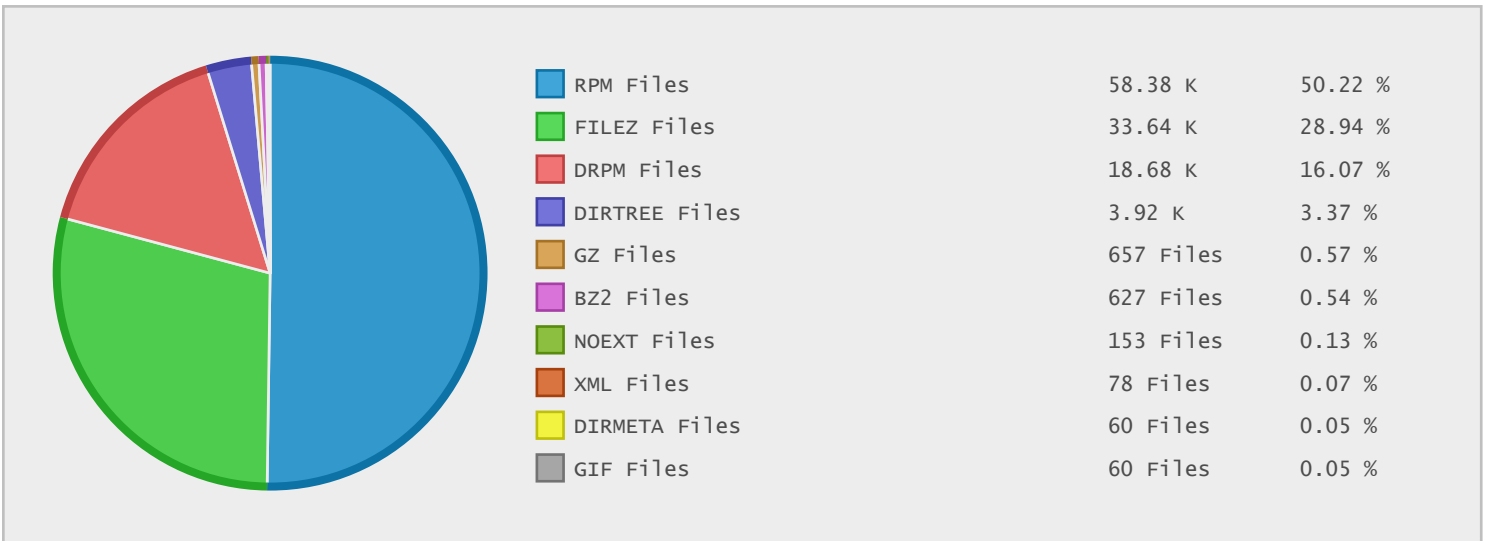 RPM Files 58.38 K 50.22 %
FILEZ Files 33.64 K 28.94 %
DRPM Files 18.68 K 16.07 %
DIRTREE Files 3.92 K 3.37 %
GZ Files 657 Files 0.57 %
BZ2 Files 627 Files 0.54 %
NOEXT Files 153 Files 0.13 %
XML Files 78 Files 0.07 %
DIRMETA Files 60 Files 0.05 %
GIF Files 60 Files 0.05 %